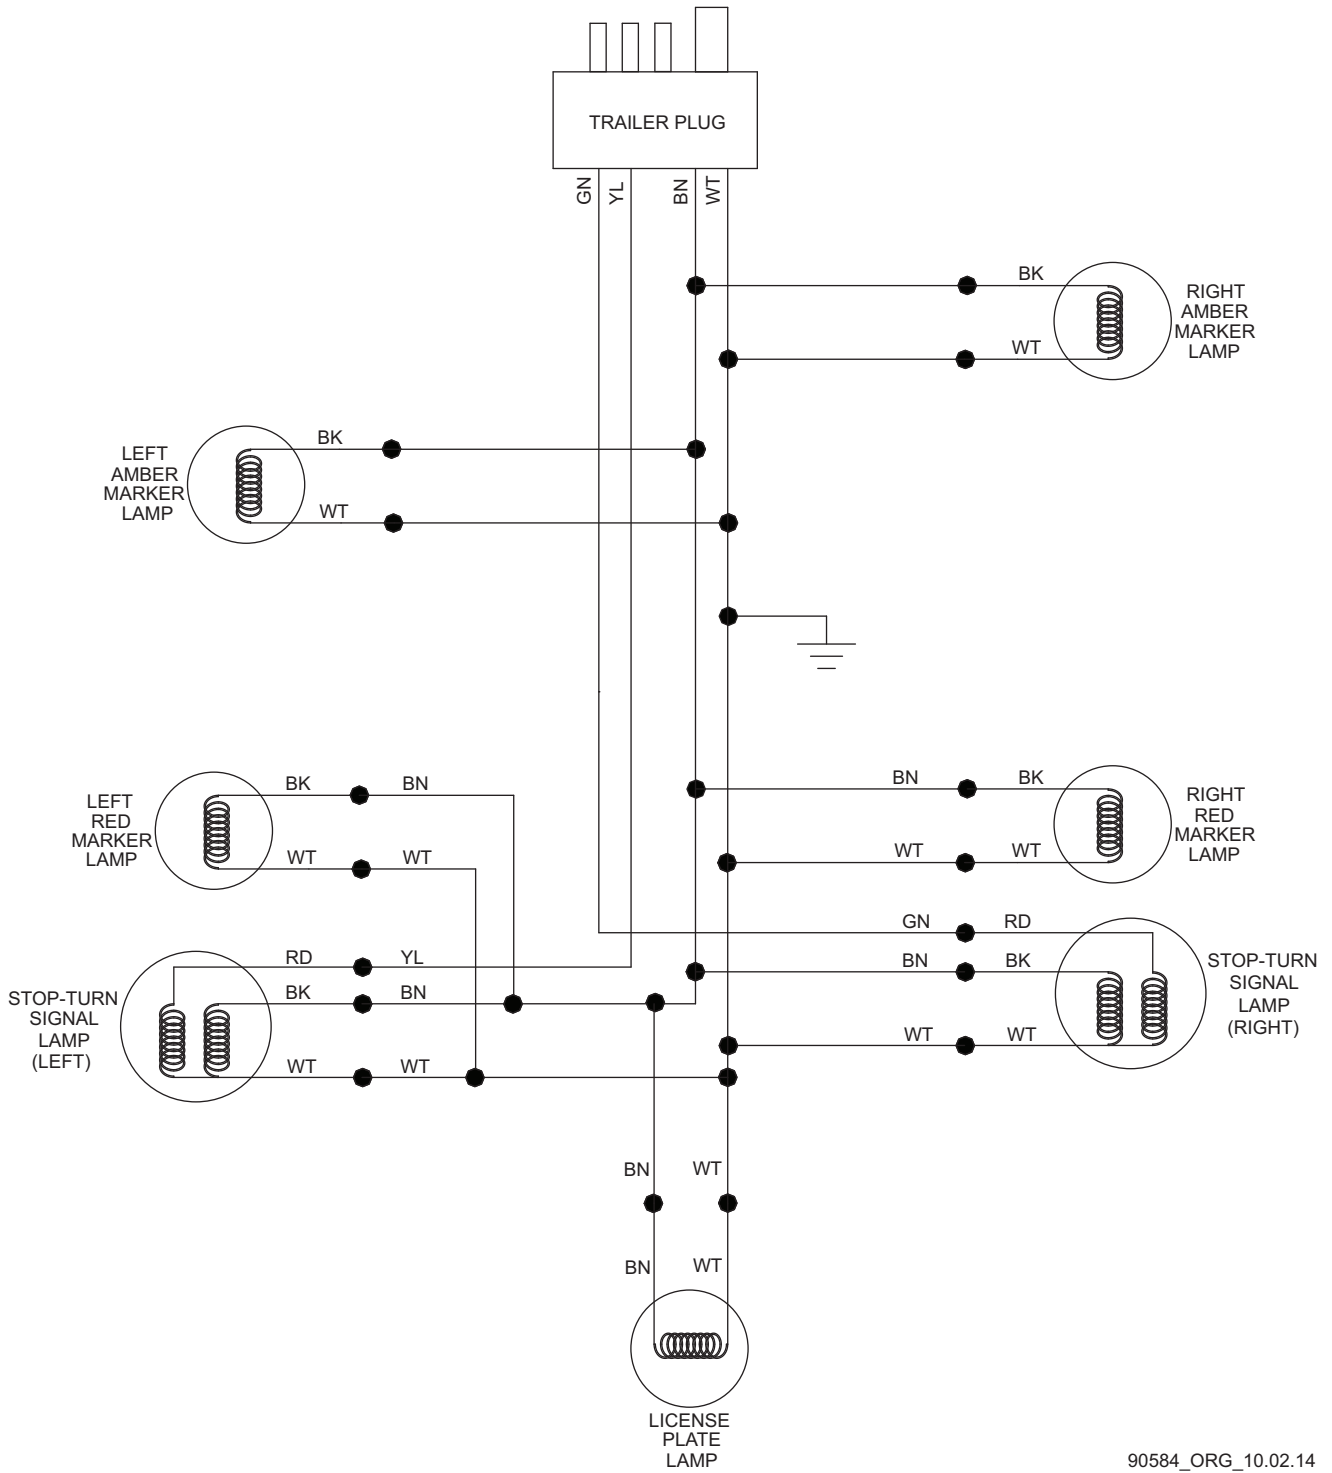 TRAILER PLUG
GN
YL
BN
WT
BK
RIGHT
AMBER
MARKER
LAMP
WT
LEFT
AMBER
MARKER
LAMP
BK
WT
LEFT
RED
MARKER
LAMP
BK BN
WT WT
BN BK
RIGHT
RED
MARKER
LAMP
WT WT
GN RD
BN BK
WT WT
STOP-TURN
SIGNAL
LAMP
(RIGHT)
STOP-TURN
SIGNAL
LAMP
(LEFT)
RD YL
BK BN
WT WT
BN WT
BN WT
LICENSE
PLATE
LAMP
90584_ORG_10.02.14